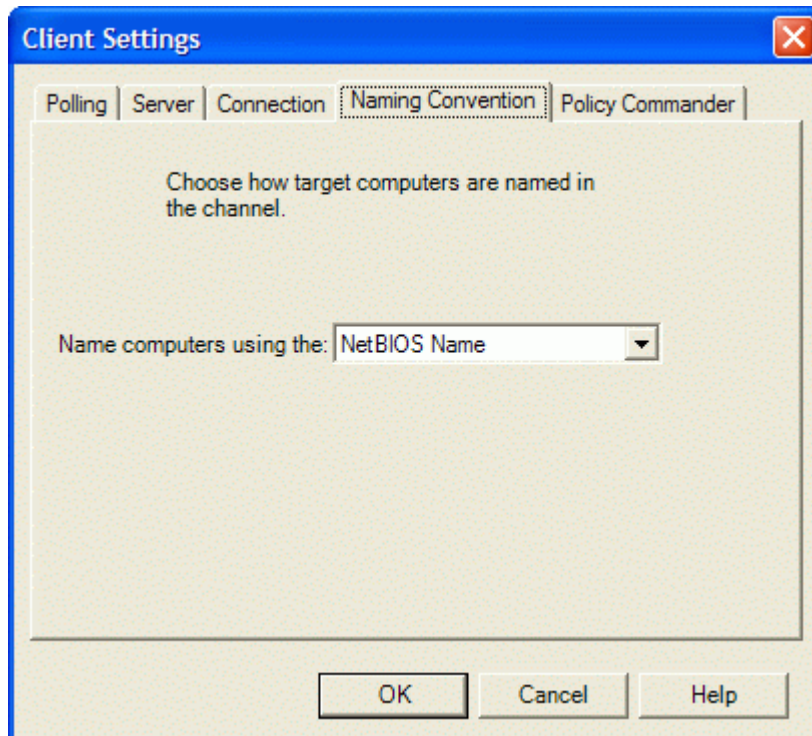 Client Settings
Polling Server Connection Naming Convention Policy Commander
Choose how target computers are named in
the channel.
Name computers using the: NetBIOS Name
OK Cancel Help